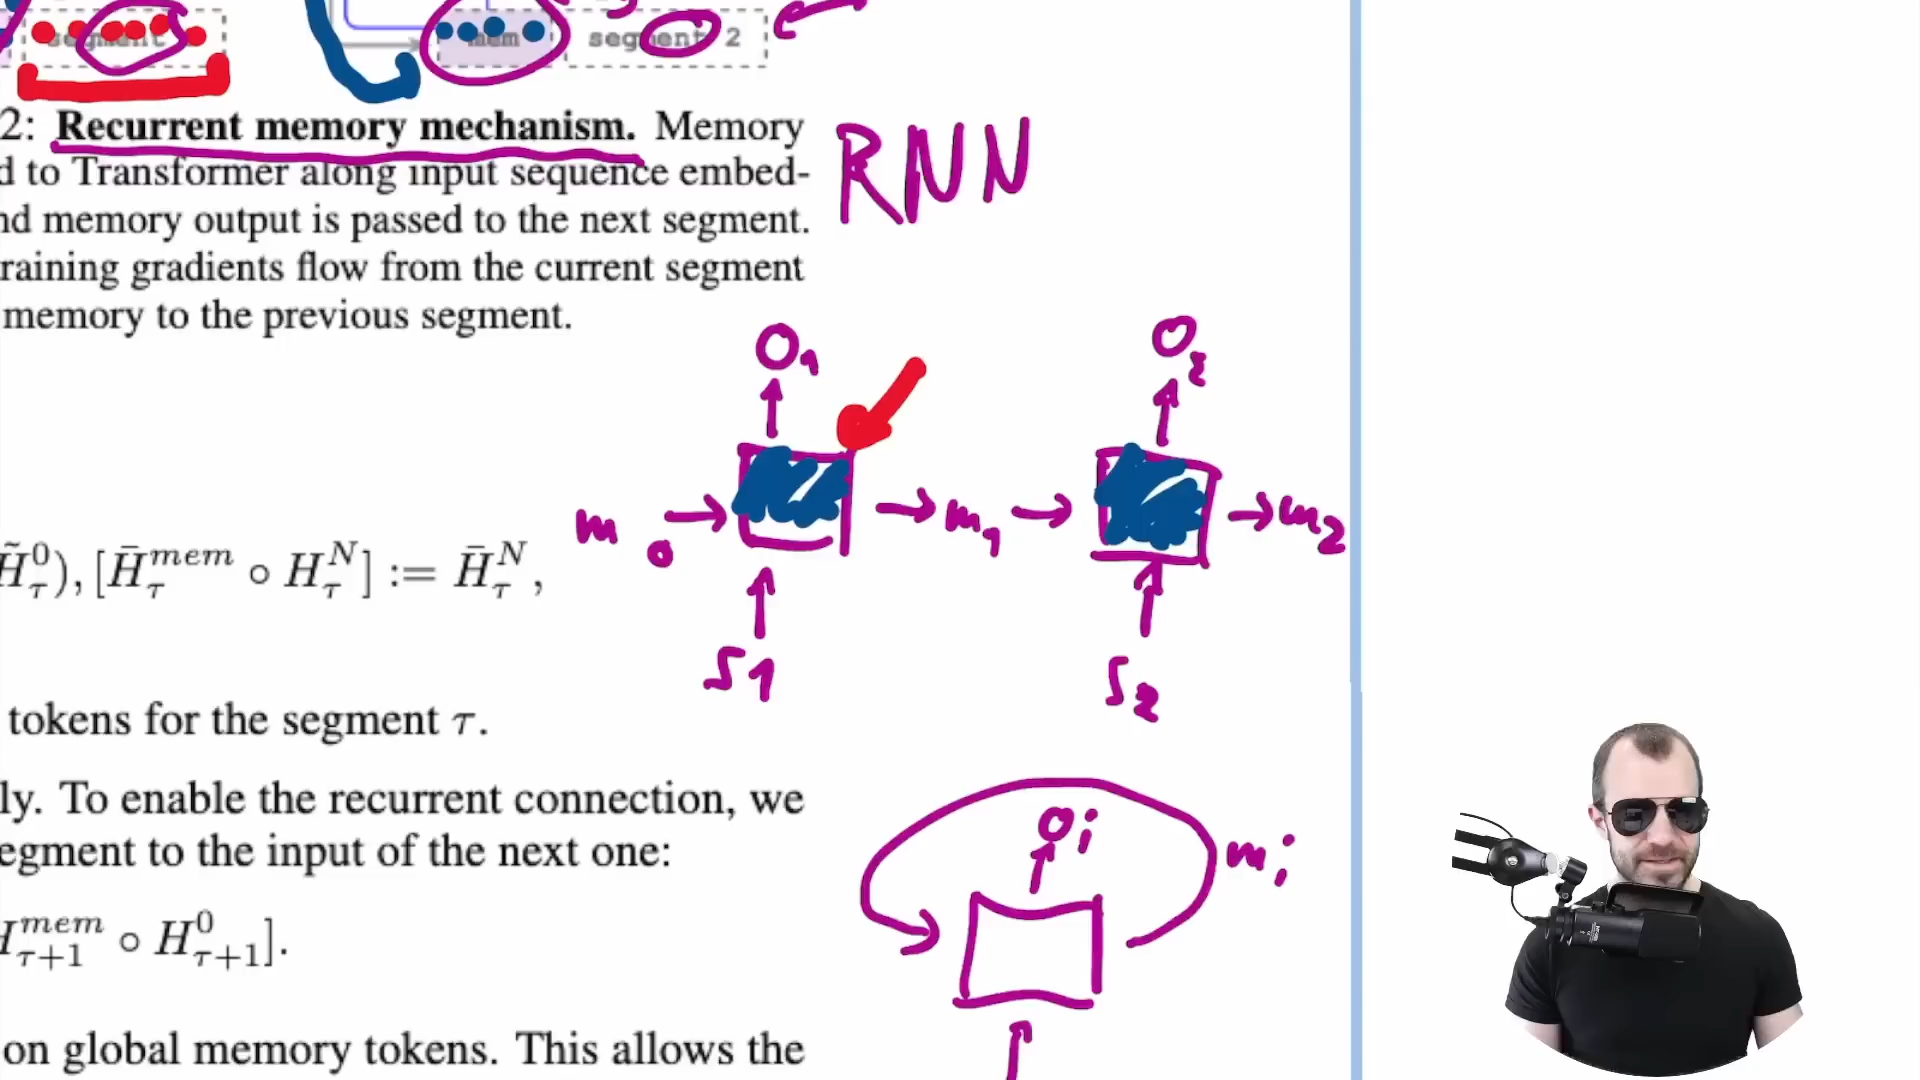 segment
mem
segment 2
2: Recurrent memory mechanism. Memory
d to Transformer along input sequence embed-
nd memory output is passed to the next segment.
raining gradients flow from the current segment
memory to the previous segment.
RNN
O1
O2
m0
m1
m2
S1
S2
H̃⁰τ), [H̄ᵐᵉᵐτ ∘ Hᴺτ] := H̄ᴺτ,
tokens for the segment τ.
ly. To enable the recurrent connection, we
egment to the input of the next one:
Oi
mi
Hᵐᵉᵐτ+1 ∘ H⁰τ+1].
on global memory tokens. This allows the